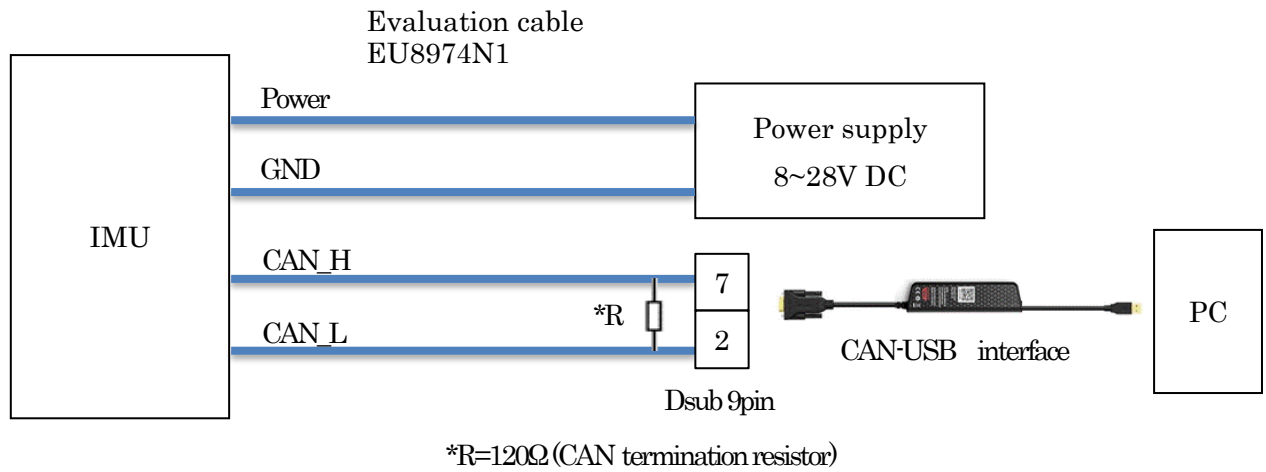 Evaluation cable
EU8974N1
Power
Power supply
8~28V DC
GND
IMU
CAN_H
7
*R
CAN_L
2
CAN-USB interface
PC
Dsub 9pin
*R=120Ω (CAN termination resistor)